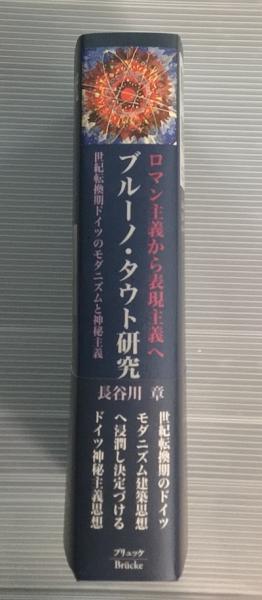 ロマン主義から表現主義へ
ブルーノ・タウト研究
世紀転換期ドイツのモダニズムと神秘主義
長谷川 章
世紀転換期のドイツ
モダニズム建築思想
へ浸潤し決定づける
ドイツ神秘主義思想
ブリュッケ
Brücke